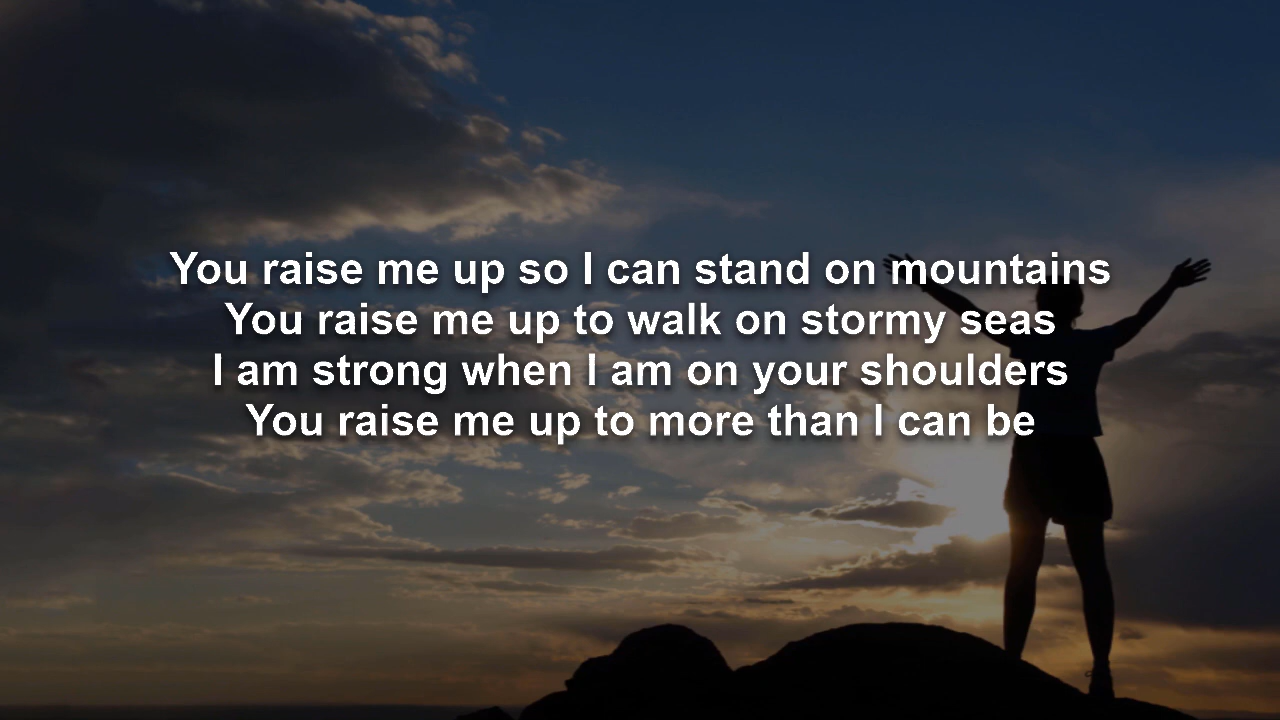 You raise me up so I can stand on mountains
You raise me up to walk on stormy seas
I am strong when I am on your shoulders
You raise me up to more than I can be